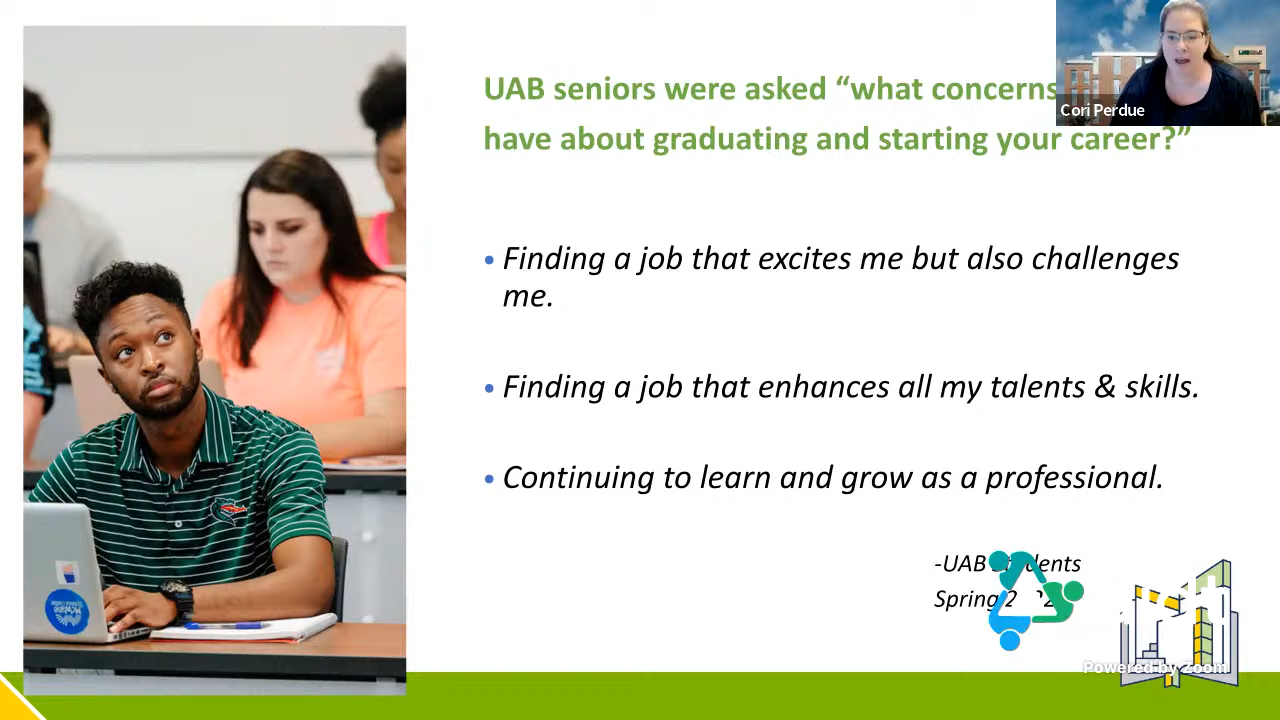 UAB seniors were asked “what concerns
Cori Perdue
have about graduating and starting your career?”
• Finding a job that excites me but also challenges
me.
• Finding a job that enhances all my talents & skills.
• Continuing to learn and grow as a professional.
-UAB Students
Spring
Powered by Zoom